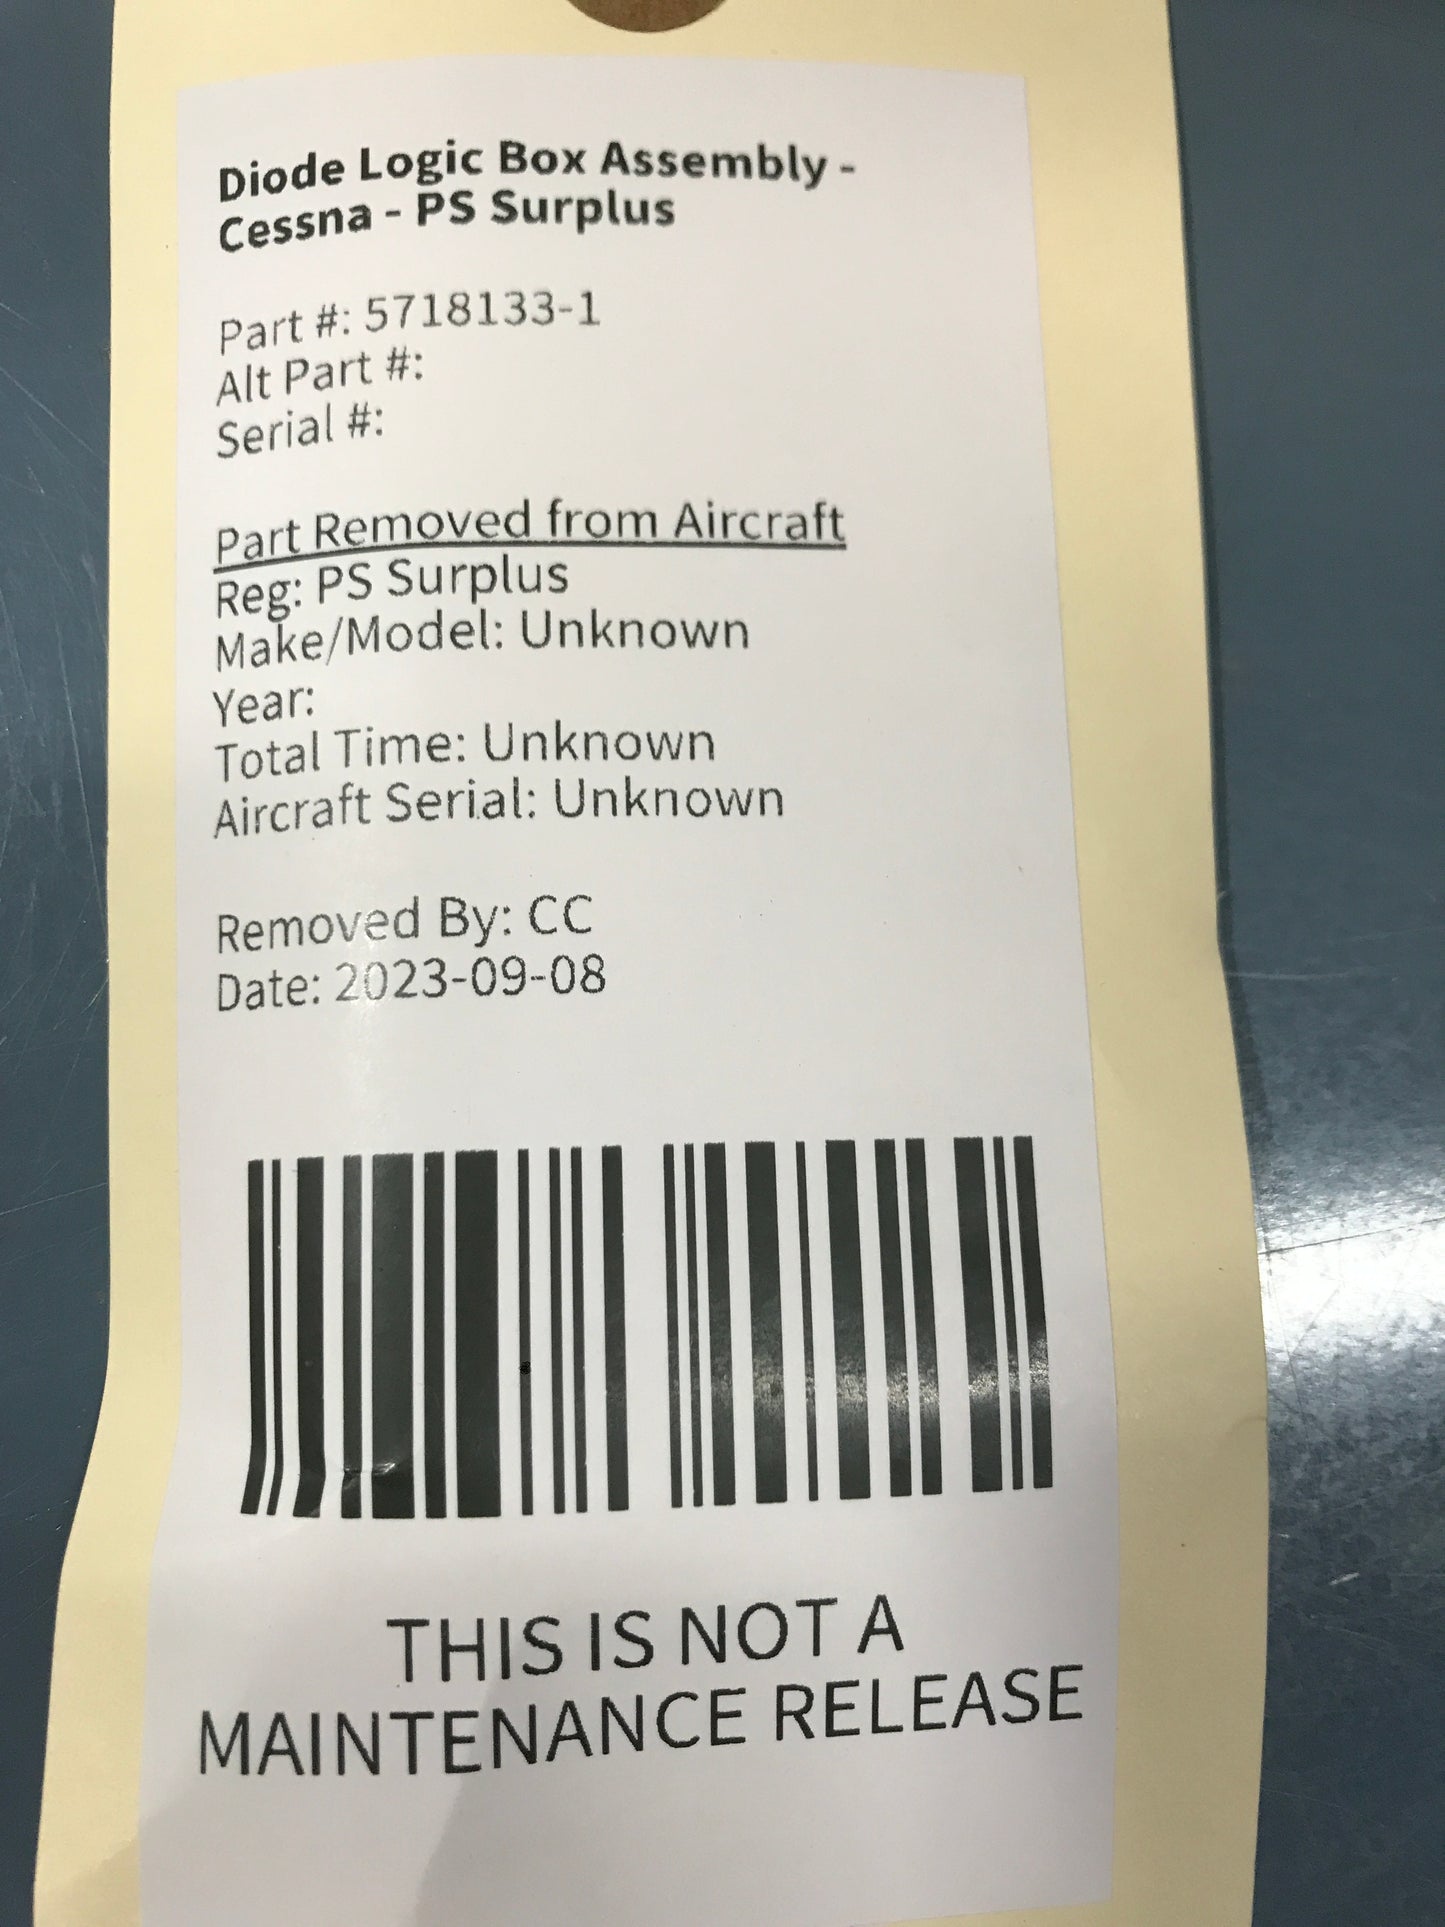 Diode Logic Box Assembly -
Cessna - PS Surplus
Part #: 5718133-1
Alt Part #:
Serial #:
Part Removed from Aircraft
Reg: PS Surplus
Make/Model: Unknown
Year:
Total Time: Unknown
Aircraft Serial: Unknown
Removed By: CC
Date: 2023-09-08
THIS IS NOT A
MAINTENANCE RELEASE